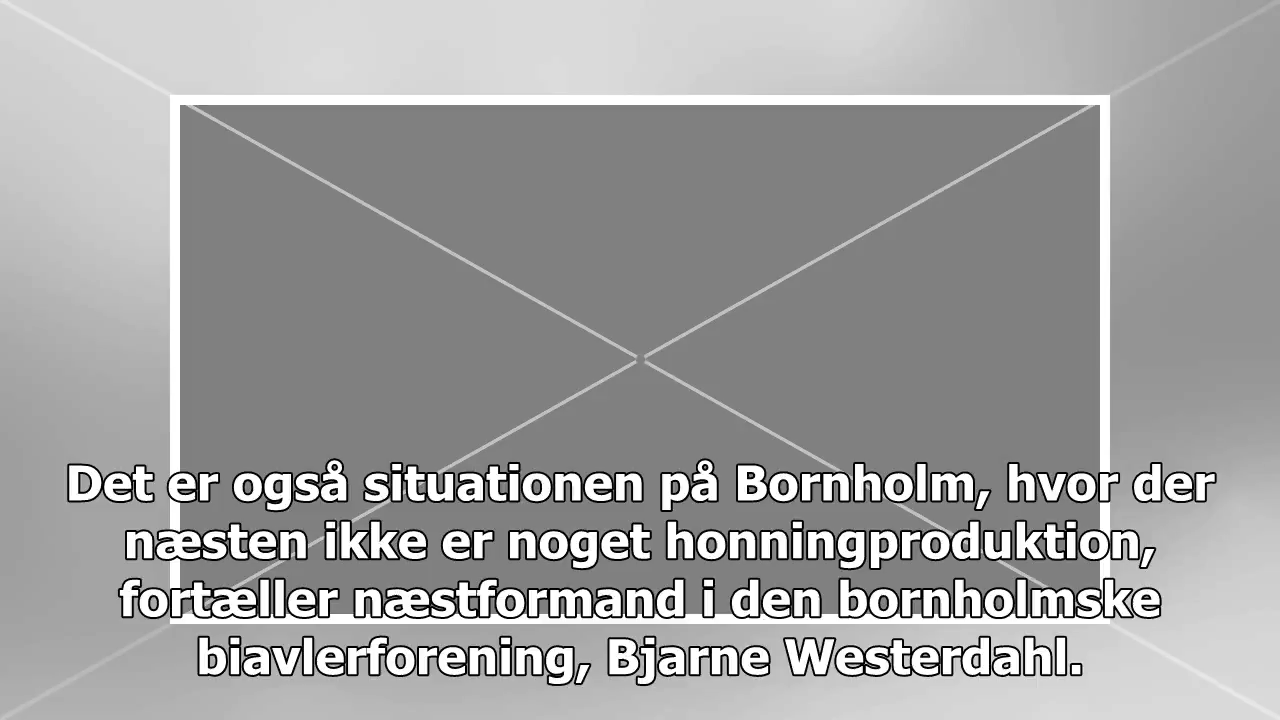 Det er også situationen på Bornholm, hvor der
næsten ikke er noget honningproduktion,
fortæller næstformand i den bornholmske
biavlerforening, Bjarne Westerdahl.